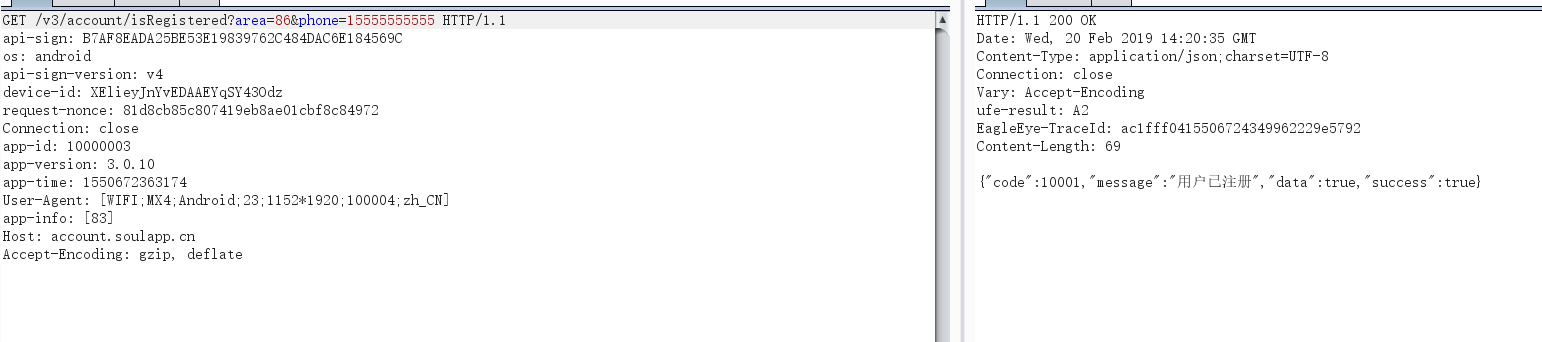 GET /v3/account/isRegistered?area=86&phone=15555555555 HTTP/1.1
api-sign: B7AF8EADA25BE53E19839762C484DAC6E184569C
os: android
api-sign-version: v4
device-id: XElieyJnYvEDAAEYqSY43Odz
request-nonce: 81d8cb85c807419eb8ae01cbf8c84972
Connection: close
app-id: 10000003
app-version: 3.0.10
app-time: 1550672363174
User-Agent: [WIFI;MX4;Android;23;1152*1920;100004;zh_CN]
app-info: [83]
Host: account.soulapp.cn
Accept-Encoding: gzip, deflate
HTTP/1.1 200 OK
Date: Wed, 20 Feb 2019 14:20:35 GMT
Content-Type: application/json;charset=UTF-8
Connection: close
Vary: Accept-Encoding
ufe-result: A2
EagleEye-TraceId: ac1fff0415506724349962229e5792
Content-Length: 69
{"code":10001,"message":"用户已注册","data":true,"success":true}